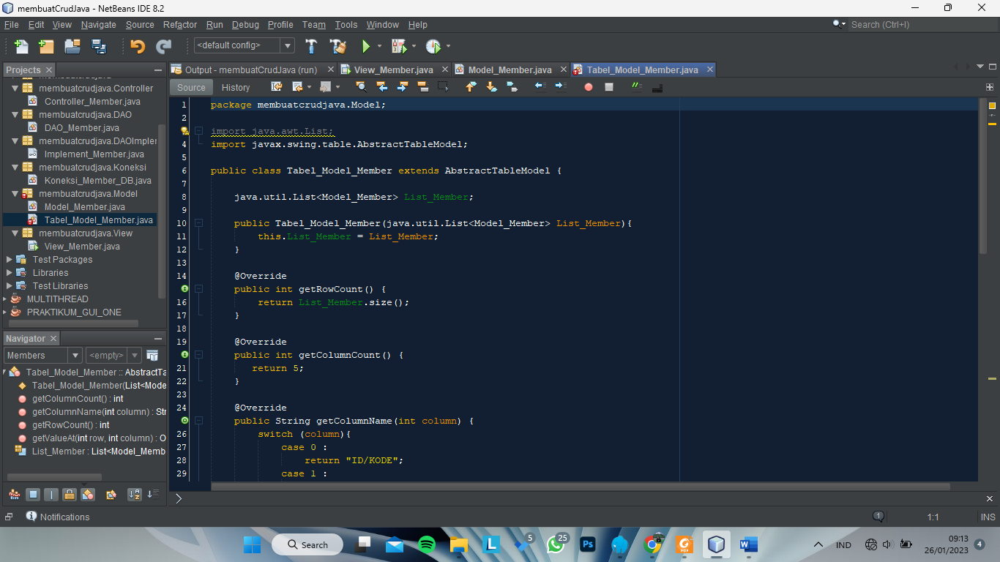 membuatCrudJava - NetBeans IDE 8.2
File Edit View Navigate Source Refactor Run Debug Profile Team Tools Window Help
Search (Ctrl+I)
<default config>
Projects
Output - membuatCrudJava (run) View_Member.java Model_Member.java Tabel_Model_Member.java
Source History
membuatcrudjava.Controller
Controller_Member.java
membuatcrudjava.DAO
DAO_Member.java
membuatcrudjava.DAOImpler
Implement_Member.java
membuatcrudjava.Koneksi
Koneksi_Member_DB.java
membuatcrudjava.Model
Model_Member.java
Tabel_Model_Member.java
membuatcrudjava.View
View_Member.java
Test Packages
Libraries
Test Libraries
MULTITHREAD
PRAKTIKUM_GUI_ONE
Navigator
Members <empty>
Tabel_Model_Member :: AbstractTa
Tabel_Model_Member(List<Mode
getColumnCount() : int
getColumnName(int column) : Str
getRowCount() : int
getValueAt(int row, int column) : O
List_Member : List<Model_Memb
1 package membuatcrudjava.Model;
2
import java.awt.List;
4 import javax.swing.table.AbstractTableModel;
5
6 public class Tabel_Model_Member extends AbstractTableModel {
7
8 java.util.List<Model_Member> List_Member;
9
10 public Tabel_Model_Member(java.util.List<Model_Member> List_Member){
11 this.List_Member = List_Member;
12 }
13
14 @Override
public int getRowCount() {
16 return List_Member.size();
17 }
18
19 @Override
public int getColumnCount() {
21 return 5;
22 }
23
24 @Override
public String getColumnName(int column) {
26 switch (column){
27 case 0 :
28 return "ID/KODE";
29 case 1 :
Notifications
1
1:1 INS
Search
L
5
25
Ps
PDF
W
IND
09:13
26/01/2023
4